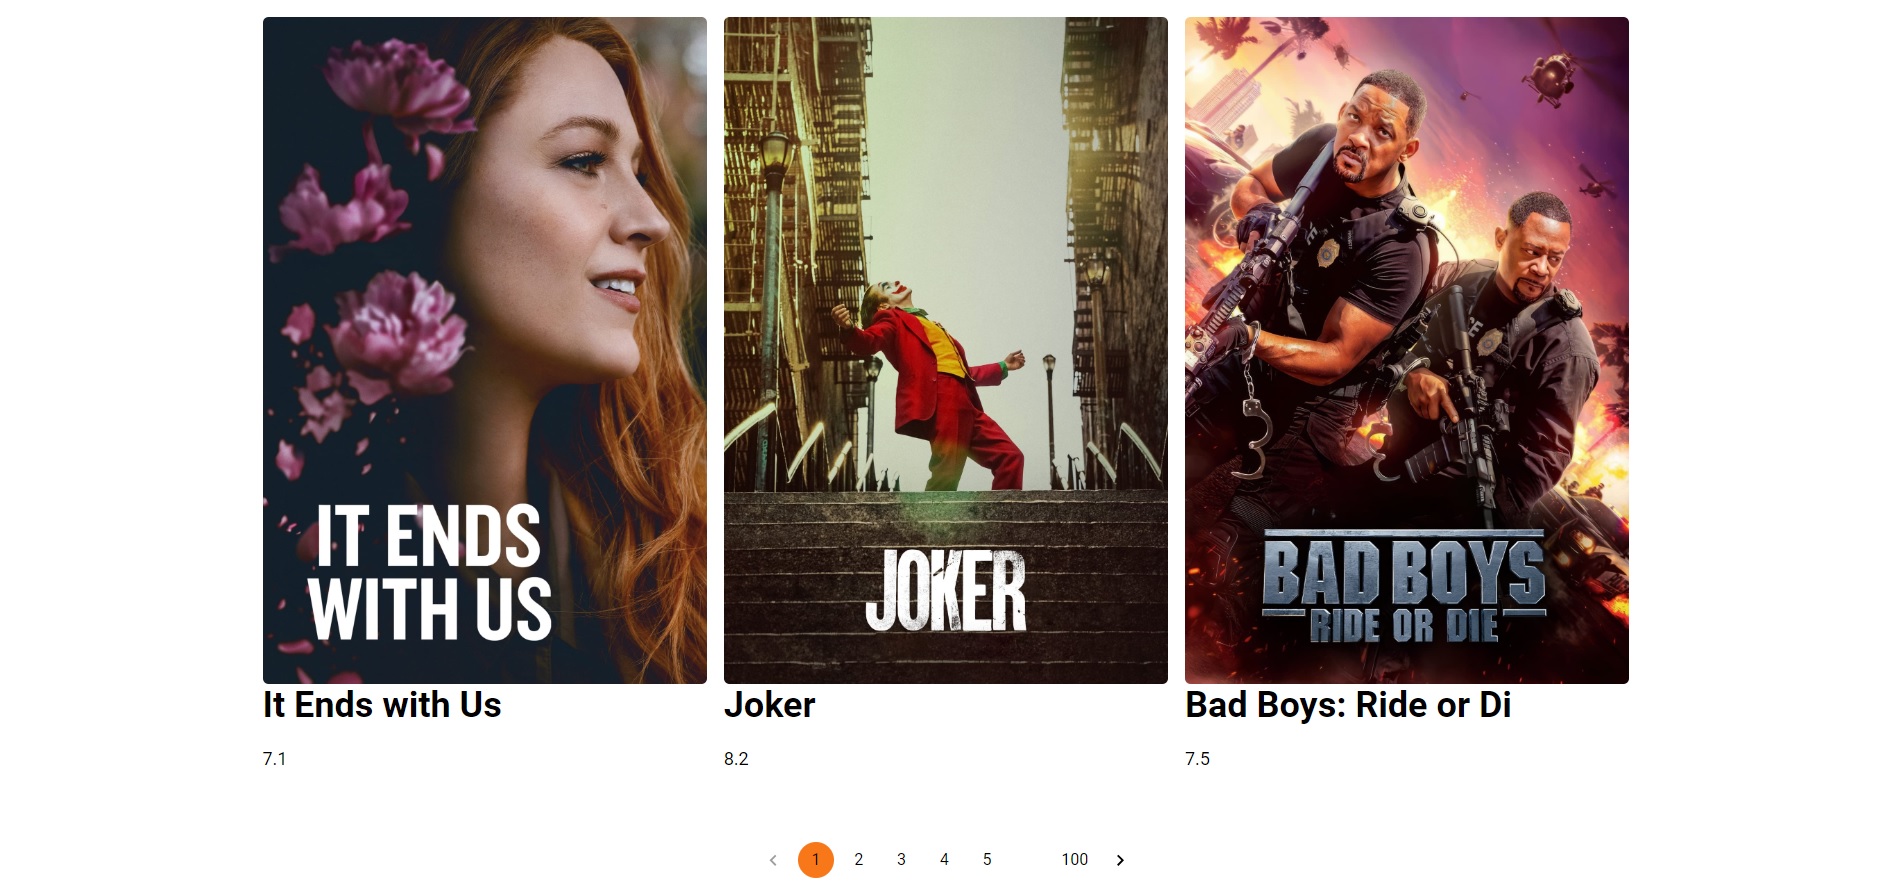 IT ENDS
WITH US
JOKER
BAD BOYS
RIDE OR DIE
It Ends with Us
Joker
Bad Boys: Ride or Di
7.1
8.2
7.5
1 2 3 4 5 100